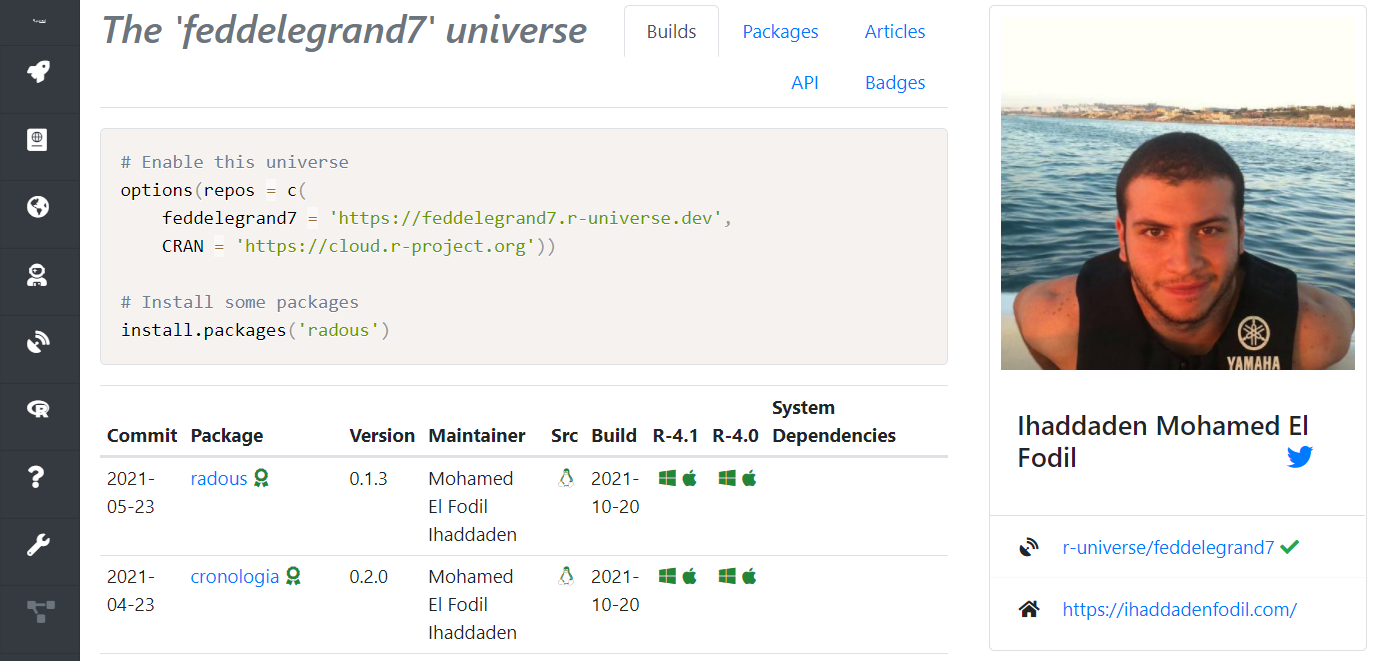 The 'feddelegrand7' universe
Builds
Packages
Articles
API
Badges
# Enable this universe
options(repos = c(
feddelegrand7 = 'https://feddelegrand7.r-universe.dev',
CRAN = 'https://cloud.r-project.org'))
# Install some packages
install.packages('radous')
Commit Package Version Maintainer Src Build R-4.1 R-4.0 System Dependencies
2021- radous 0.1.3 Mohamed 2021-
05-23 El Fodil 10-20
Ihaddaden
2021- cronologia 0.2.0 Mohamed 2021-
04-23 El Fodil 10-20
Ihaddaden
YAMAHA
Ihaddaden Mohamed El
Fodil
r-universe/feddelegrand7
https://ihaddadenfodil.com/